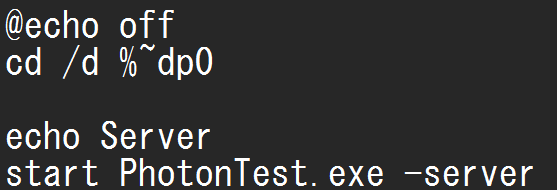 @echo off
cd /d %~dp0

echo Server
start PhotonTest.exe -server